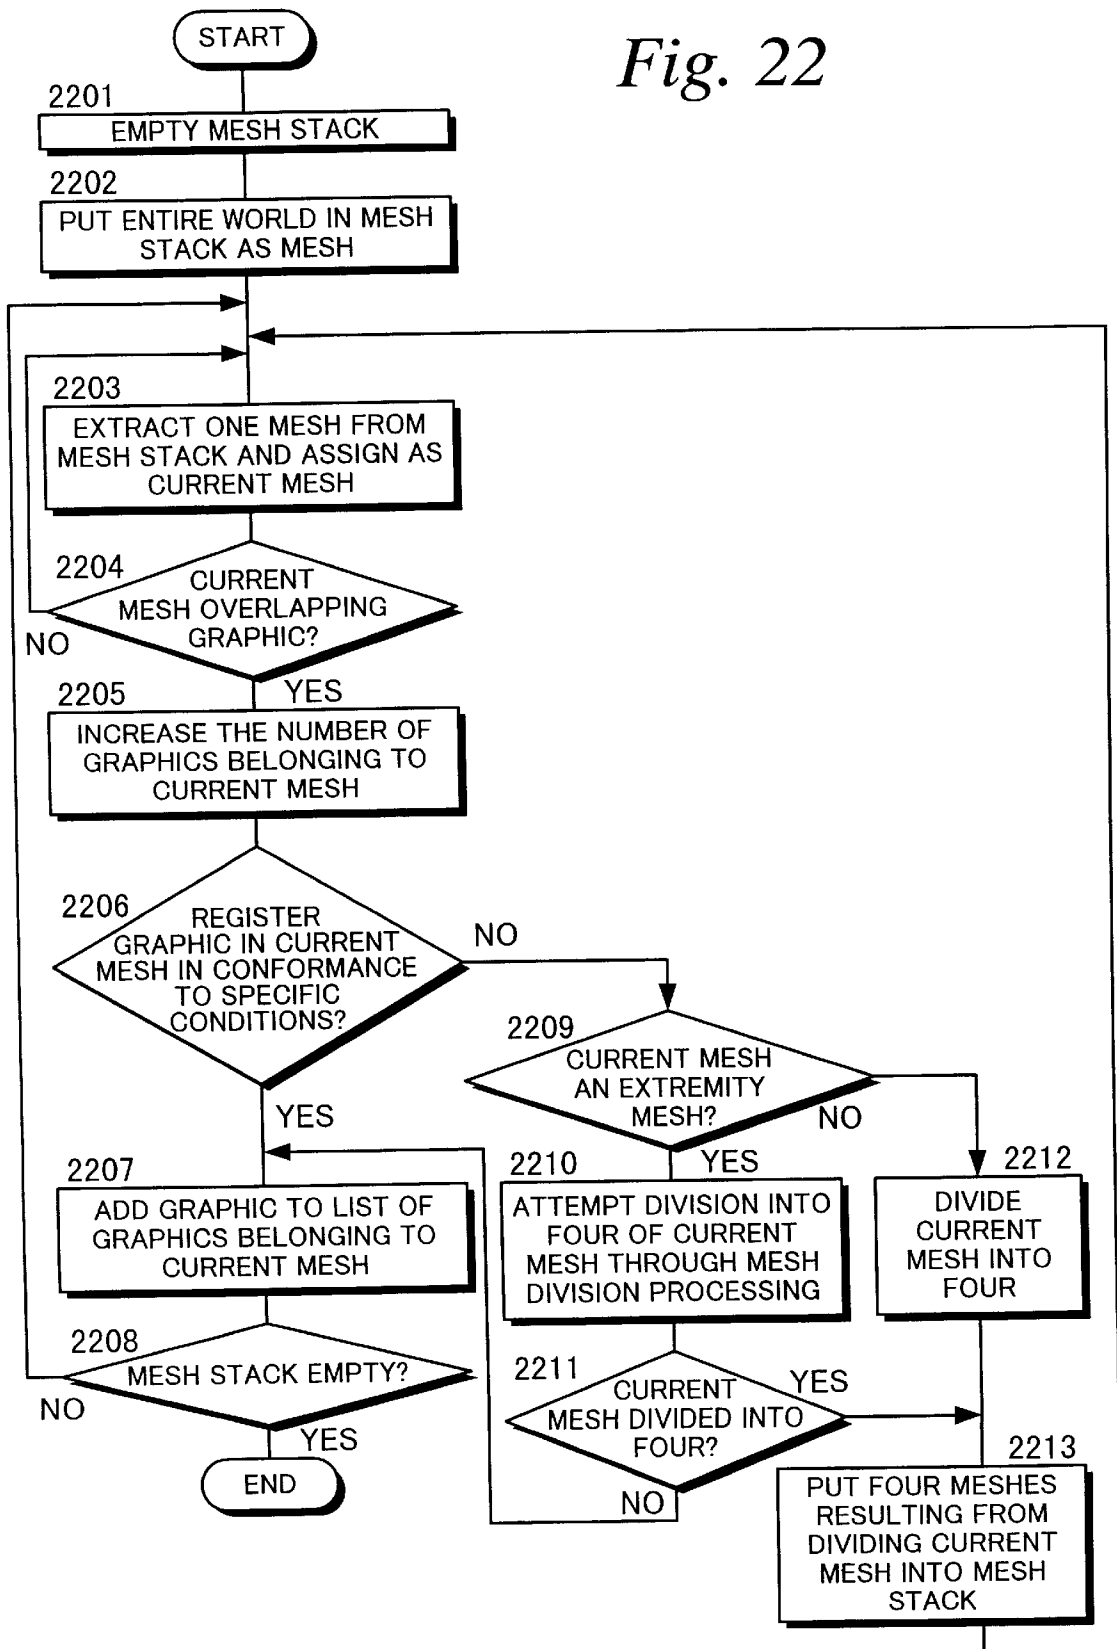 START
Fig. 22
2201
EMPTY MESH STACK
2202
PUT ENTIRE WORLD IN MESH
STACK AS MESH
2203
EXTRACT ONE MESH FROM
MESH STACK AND ASSIGN AS
CURRENT MESH
2204
CURRENT
MESH OVERLAPPING
GRAPHIC?
NO
YES
2205
INCREASE THE NUMBER OF
GRAPHICS BELONGING TO
CURRENT MESH
2206
REGISTER
GRAPHIC IN CURRENT
MESH IN CONFORMANCE
TO SPECIFIC
CONDITIONS?
NO
YES
2209
CURRENT MESH
AN EXTREMITY
MESH?
NO
YES
2207
ADD GRAPHIC TO LIST OF
GRAPHICS BELONGING TO
CURRENT MESH
2210
ATTEMPT DIVISION INTO
FOUR OF CURRENT
MESH THROUGH MESH
DIVISION PROCESSING
2212
DIVIDE
CURRENT
MESH INTO
FOUR
2208
MESH STACK EMPTY?
NO
YES
END
2211
CURRENT
MESH DIVIDED INTO
FOUR?
YES
NO
2213
PUT FOUR MESHES
RESULTING FROM
DIVIDING CURRENT
MESH INTO MESH
STACK